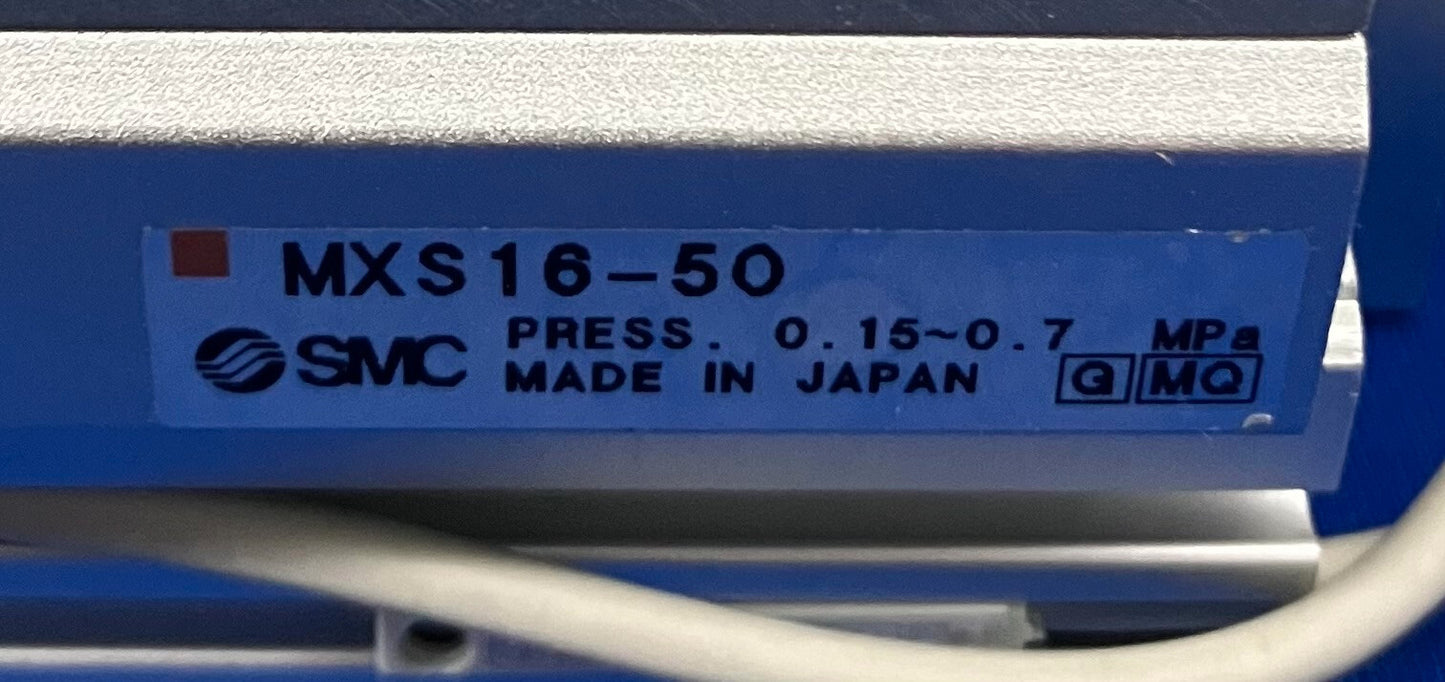 MXS16-50
SMC
PRESS. 0.15~0.7 MPa
MADE IN JAPAN G MQ